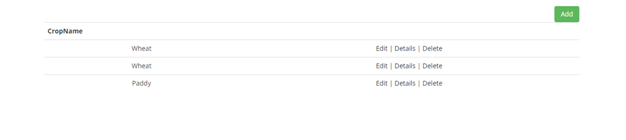 Add
CropName
Wheat Edit | Details | Delete
Wheat Edit | Details | Delete
Paddy Edit | Details | Delete